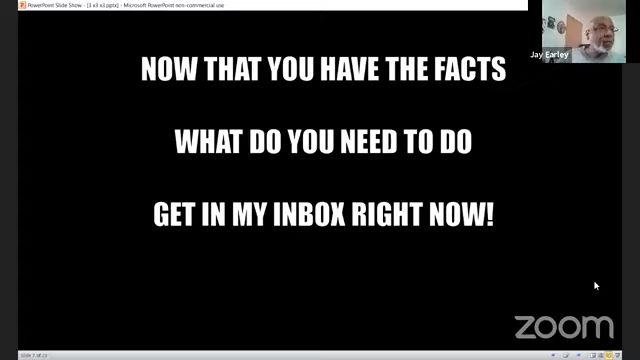 PowerPoint Slide Show - [3 x3 x3.pptx] - Microsoft PowerPoint non-commercial use
Jay Earley
NOW THAT YOU HAVE THE FACTS
WHAT DO YOU NEED TO DO
GET IN MY INBOX RIGHT NOW!
zoom